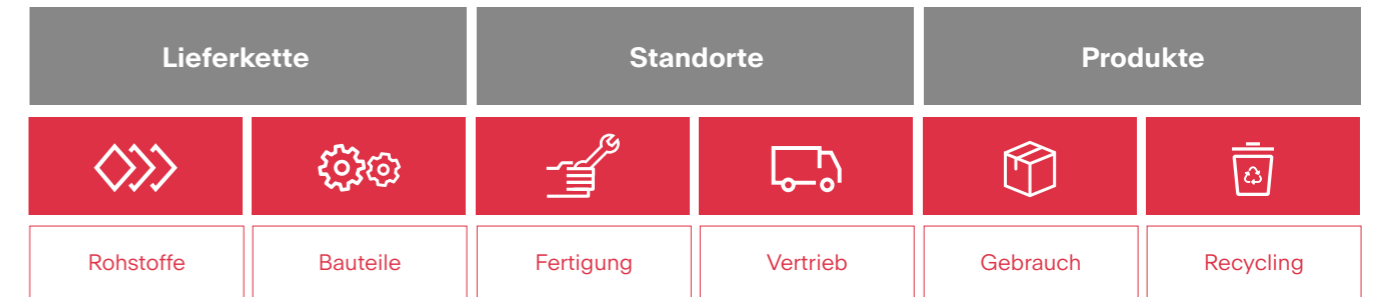 Lieferkette
Standorte
Produkte
Rohstoffe
Bauteile
Fertigung
Vertrieb
Gebrauch
Recycling